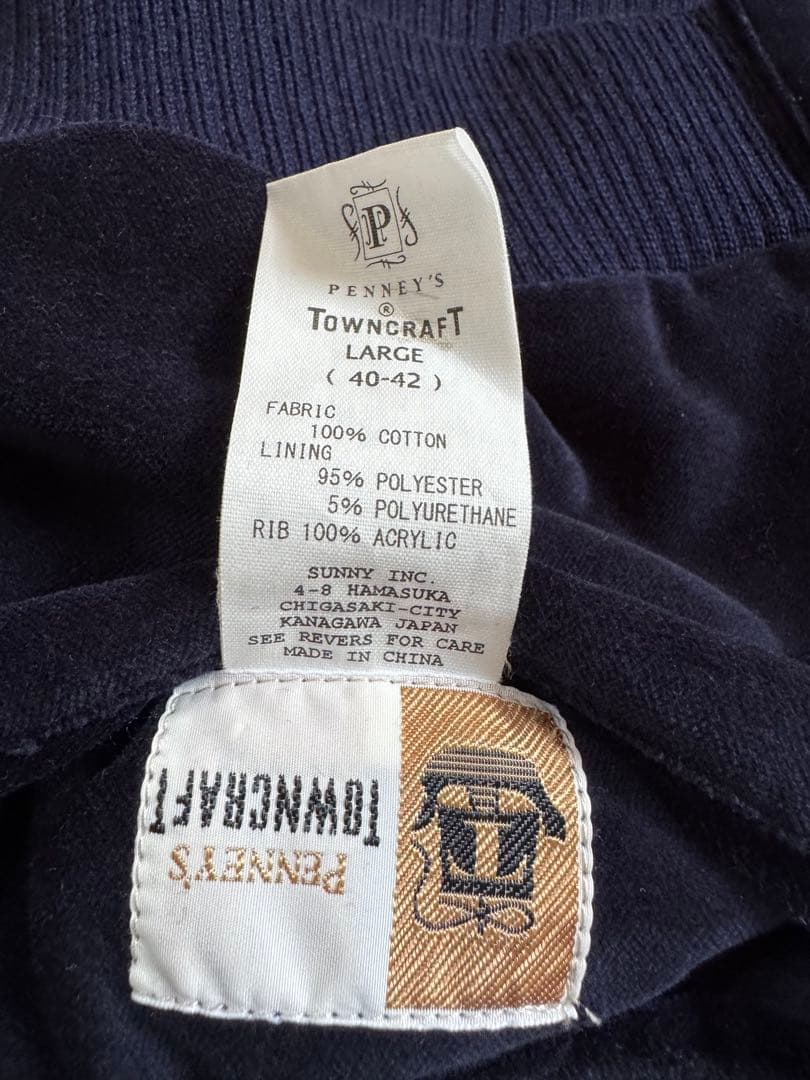 P
PENNEY'S
®
TOWNCRAFT
LARGE
( 40-42 )
FABRIC
100% COTTON
LINING
95% POLYESTER
5% POLYURETHANE
RIB 100% ACRYLIC
SUNNY INC.
4-8 HAMASUKA
CHIGASAKI-CITY
KANAGAWA JAPAN
SEE REVERS FOR CARE
MADE IN CHINA
PENNEY'S
TOWNCRAFT